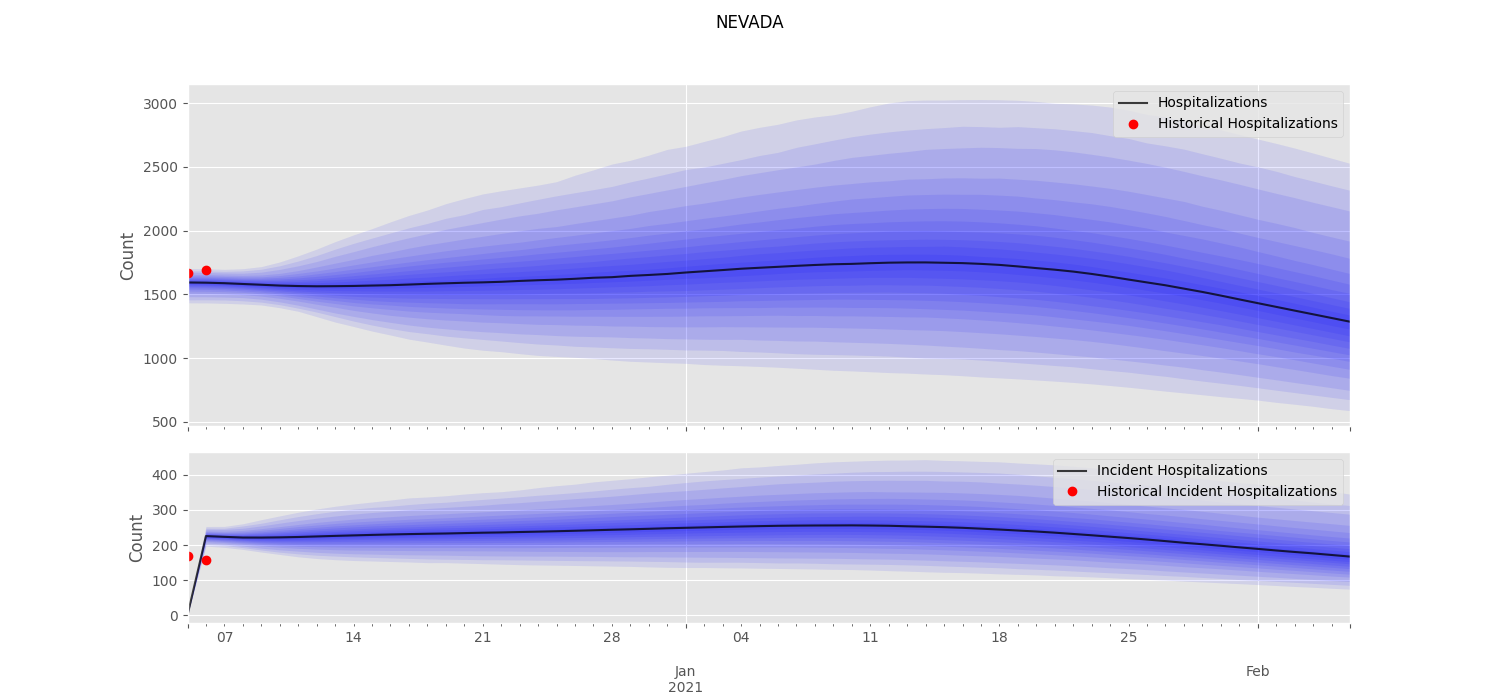 NEVADA
3000
2500
2000
1500
1000
500
Count
Hospitalizations
Historical Hospitalizations
400
300
200
100
0
Count
Incident Hospitalizations
Historical Incident Hospitalizations
07 14 21 28 04 11 18 25
Jan Feb
2021